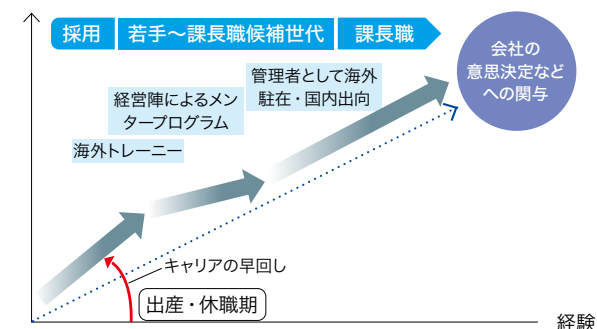 採用
若手〜課長職候補世代
課長職
会社の
意思決定など
への関与
管理者として海外
駐在・国内出向
経営陣によるメン
タープログラム
海外トレーニー
キャリアの早回し
出産・休職期
経験